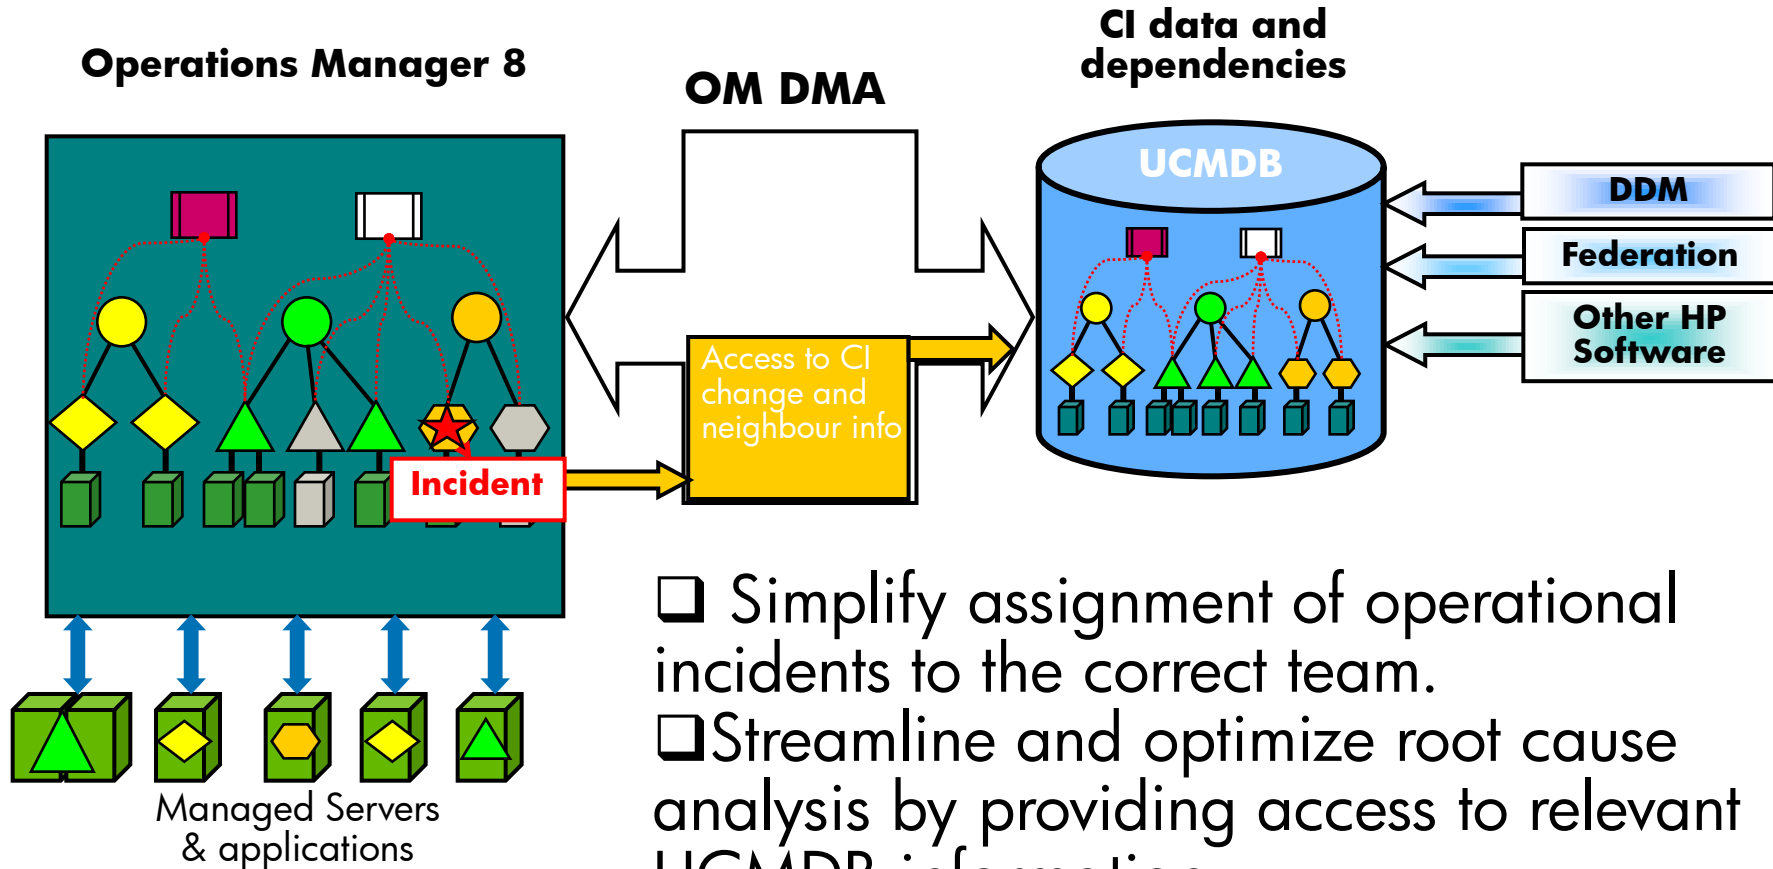 Operations Manager 8
OM DMA
CI data and
dependencies
UCMDB
DDM
Federation
Other HP
Software
Access to CI
change and
neighbour info
Incident
Managed Servers
& applications
❑ Simplify assignment of operational
incidents to the correct team.
❑Streamline and optimize root cause
analysis by providing access to relevant
UCMDB information